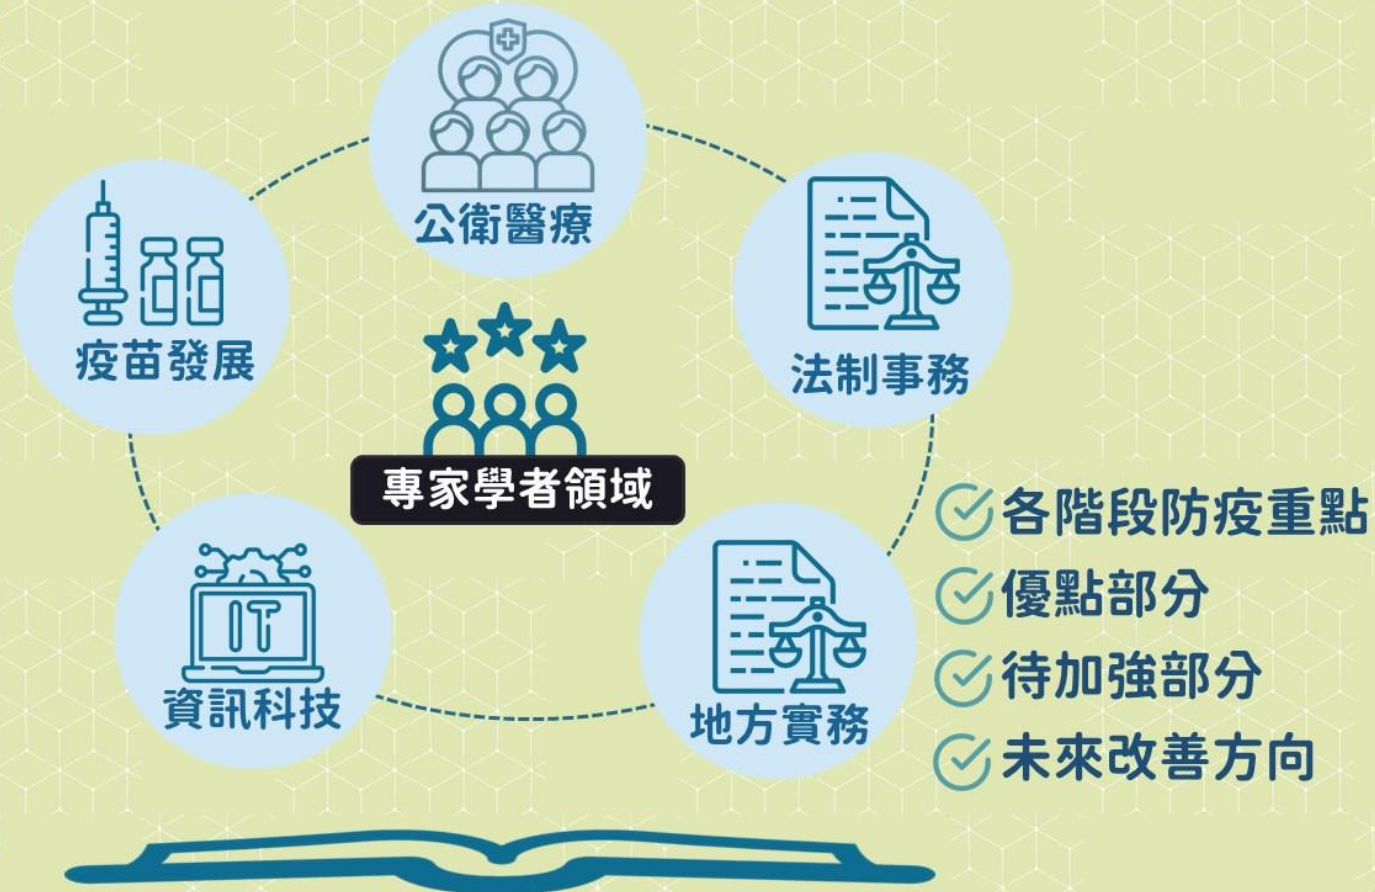 公衛醫療
疫苗發展
法制事務
專家學者領域
IT
資訊科技
地方實務
各階段防疫重點
優點部分
待加強部分
未來改善方向